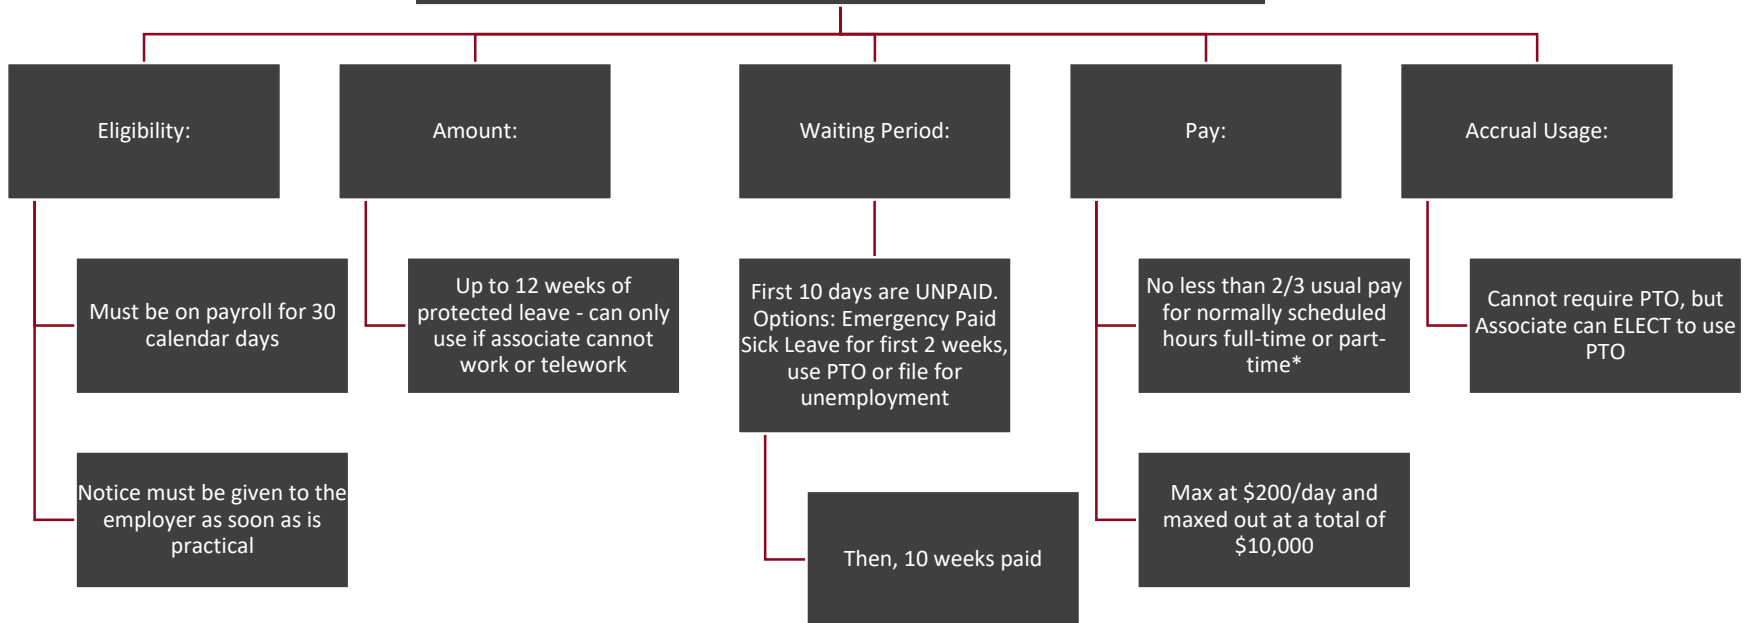 Eligibility:
Must be on payroll for 30
calendar days
Notice must be given to the
employer as soon as is
practical
Amount:
Up to 12 weeks of
protected leave - can only
use if associate cannot
work or telework
Waiting Period:
First 10 days are UNPAID.
Options: Emergency Paid
Sick Leave for first 2 weeks,
use PTO or file for
unemployment
Then, 10 weeks paid
Pay:
No less than 2/3 usual pay
for normally scheduled
hours full-time or part-
time*
Max at $200/day and
maxed out at a total of
$10,000
Accrual Usage:
Cannot require PTO, but
Associate can ELECT to use
PTO